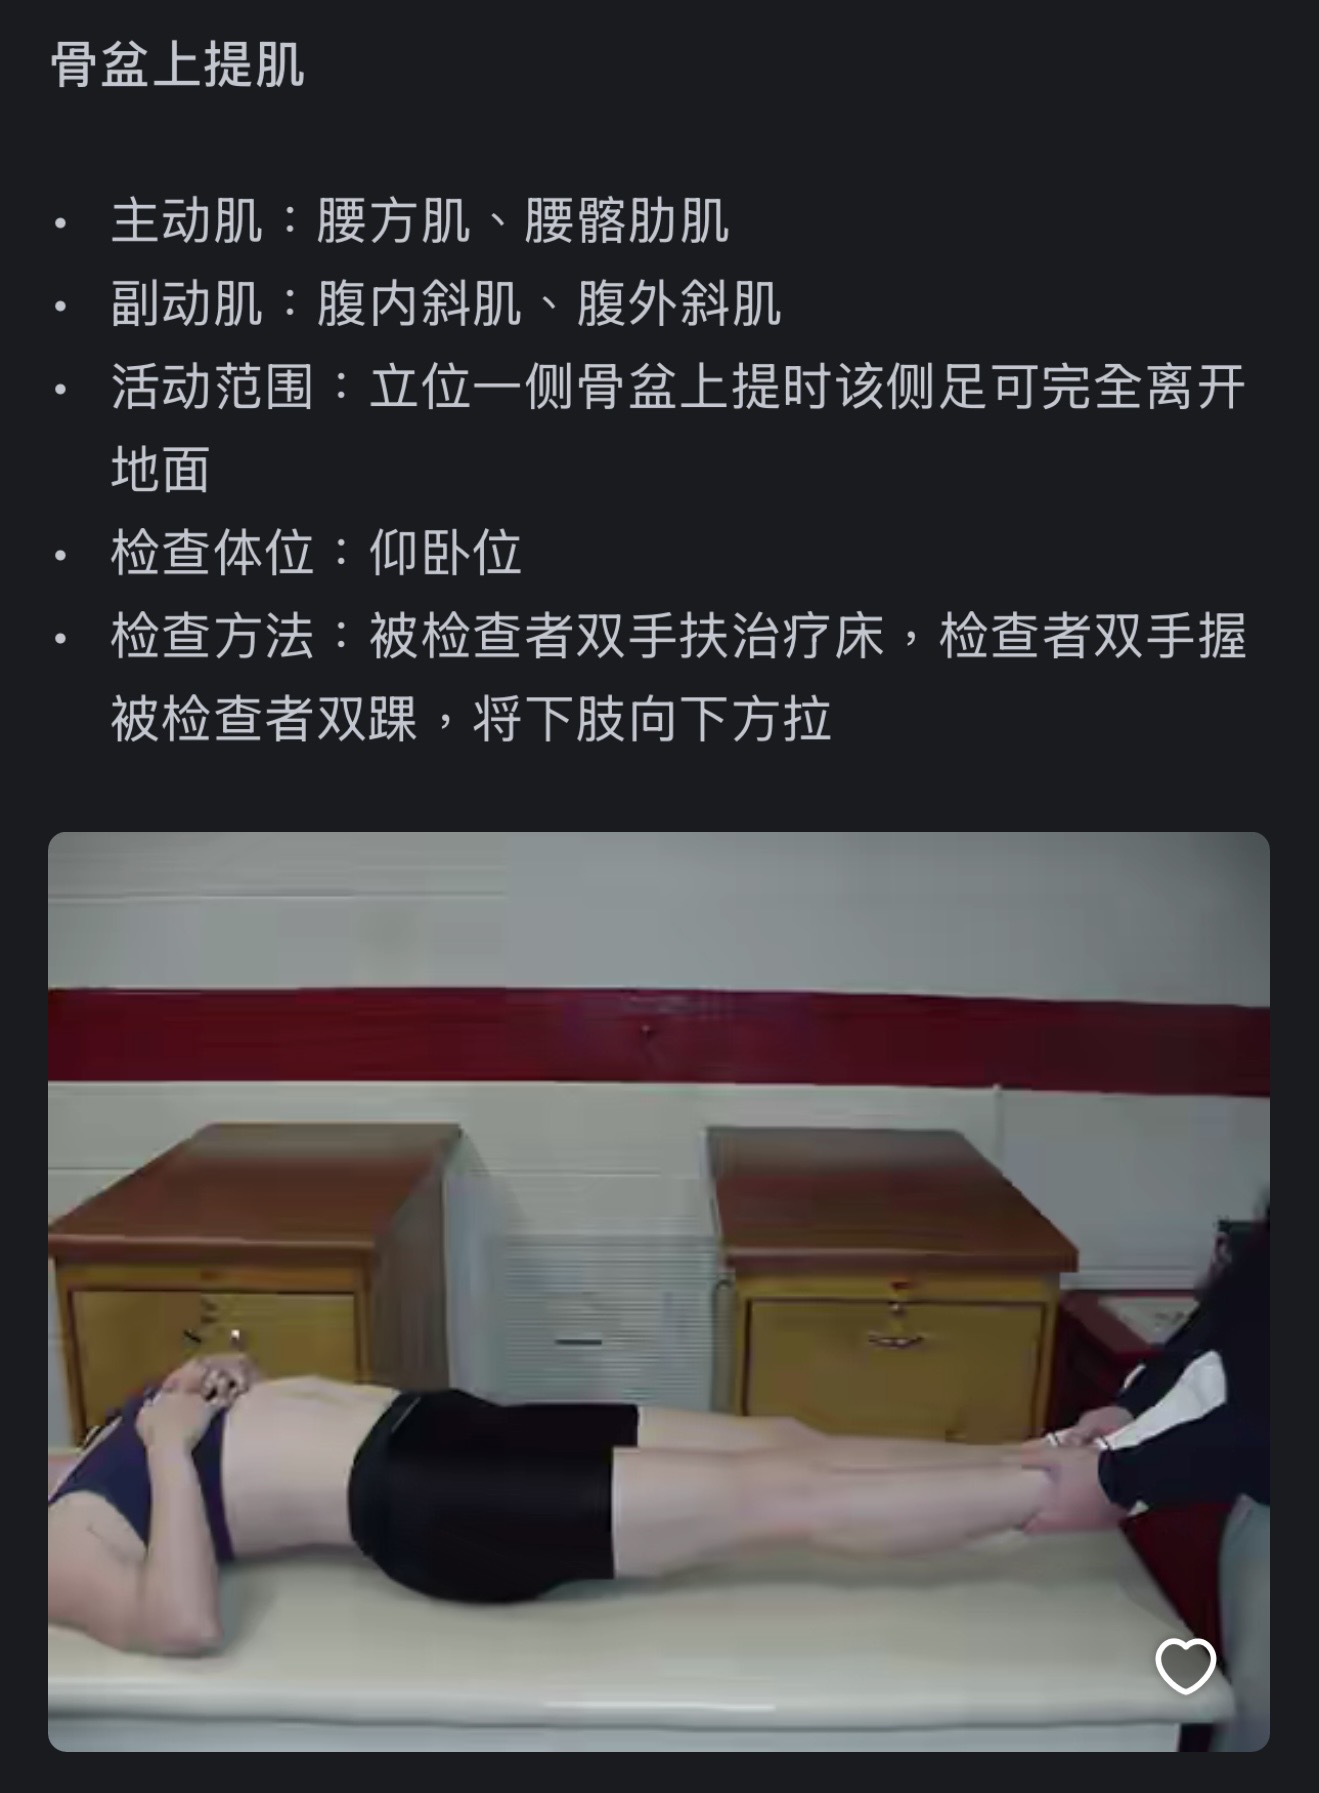 骨盆上提肌
• 主动肌：腰方肌、腰髂肋肌
• 副动肌：腹内斜肌、腹外斜肌
• 活动范围：立位一侧骨盆上提时该侧足可完全离开
地面
• 检查体位：仰卧位
• 检查方法：被检查者双手扶治疗床，检查者双手握
被检查者双踝，将下肢向下方拉